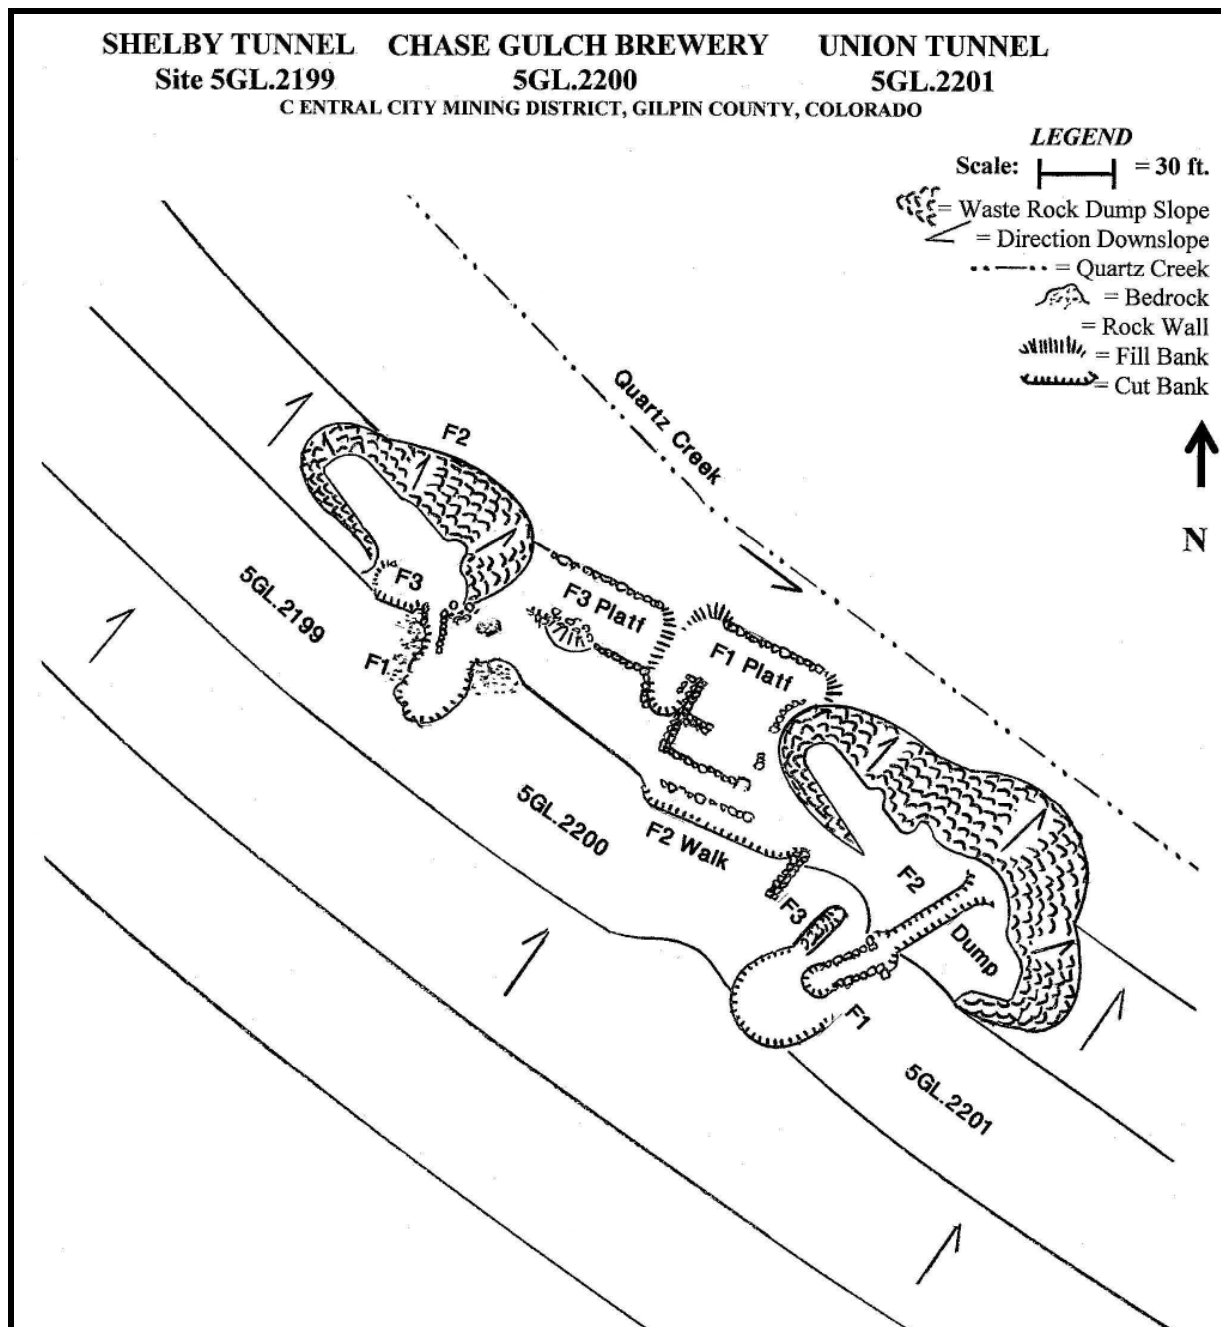 SHELBY TUNNEL CHASE GULCH BREWERY UNION TUNNEL
Site 5GL.2199 5GL.2200 5GL.2201
C ENTRAL CITY MINING DISTRICT, GILPIN COUNTY, COLORADO
LEGEND
Scale: = 30 ft.
= Waste Rock Dump Slope
= Direction Downslope
= Quartz Creek
= Bedrock
= Rock Wall
= Fill Bank
= Cut Bank
N
Quartz Creek
F2
F3
5GL.2199
F1
F3 Platf
F1 Platf
5GL.2200
F2 Walk
F3
F2
Dump
F1
5GL.2201